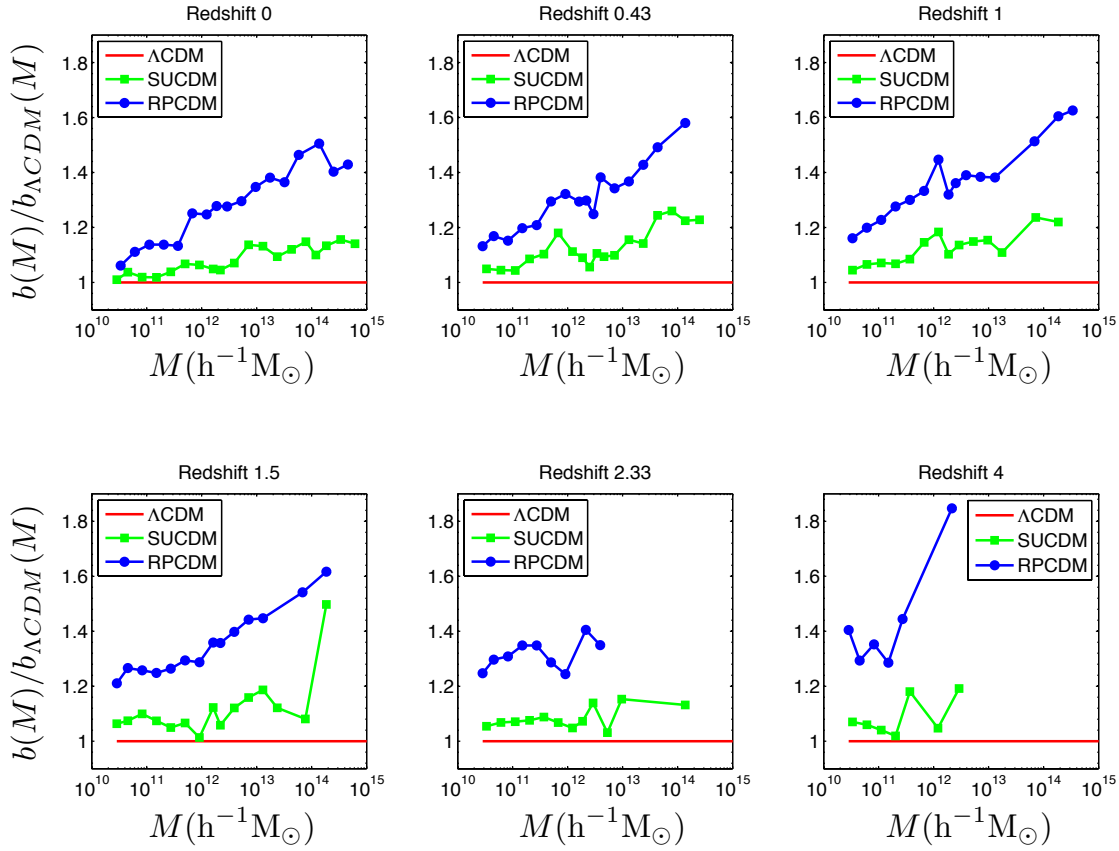 Redshift 0
b(M)/b_{ΛCDM}(M)
1.8
1.6
1.4
1.2
1
ΛCDM
SUCDM
RPCDM
10^10 10^11 10^12 10^13 10^14 10^15
M(h^{-1}M_⊙)
Redshift 0.43
1.8
1.6
1.4
1.2
1
ΛCDM
SUCDM
RPCDM
10^10 10^11 10^12 10^13 10^14 10^15
M(h^{-1}M_⊙)
Redshift 1
1.8
1.6
1.4
1.2
1
ΛCDM
SUCDM
RPCDM
10^10 10^11 10^12 10^13 10^14 10^15
M(h^{-1}M_⊙)
Redshift 1.5
b(M)/b_{ΛCDM}(M)
1.8
1.6
1.4
1.2
1
ΛCDM
SUCDM
RPCDM
10^10 10^11 10^12 10^13 10^14 10^15
M(h^{-1}M_⊙)
Redshift 2.33
1.8
1.6
1.4
1.2
1
ΛCDM
SUCDM
RPCDM
10^10 10^11 10^12 10^13 10^14 10^15
M(h^{-1}M_⊙)
Redshift 4
1.8
1.6
1.4
1.2
1
ΛCDM
SUCDM
RPCDM
10^10 10^11 10^12 10^13 10^14 10^15
M(h^{-1}M_⊙)